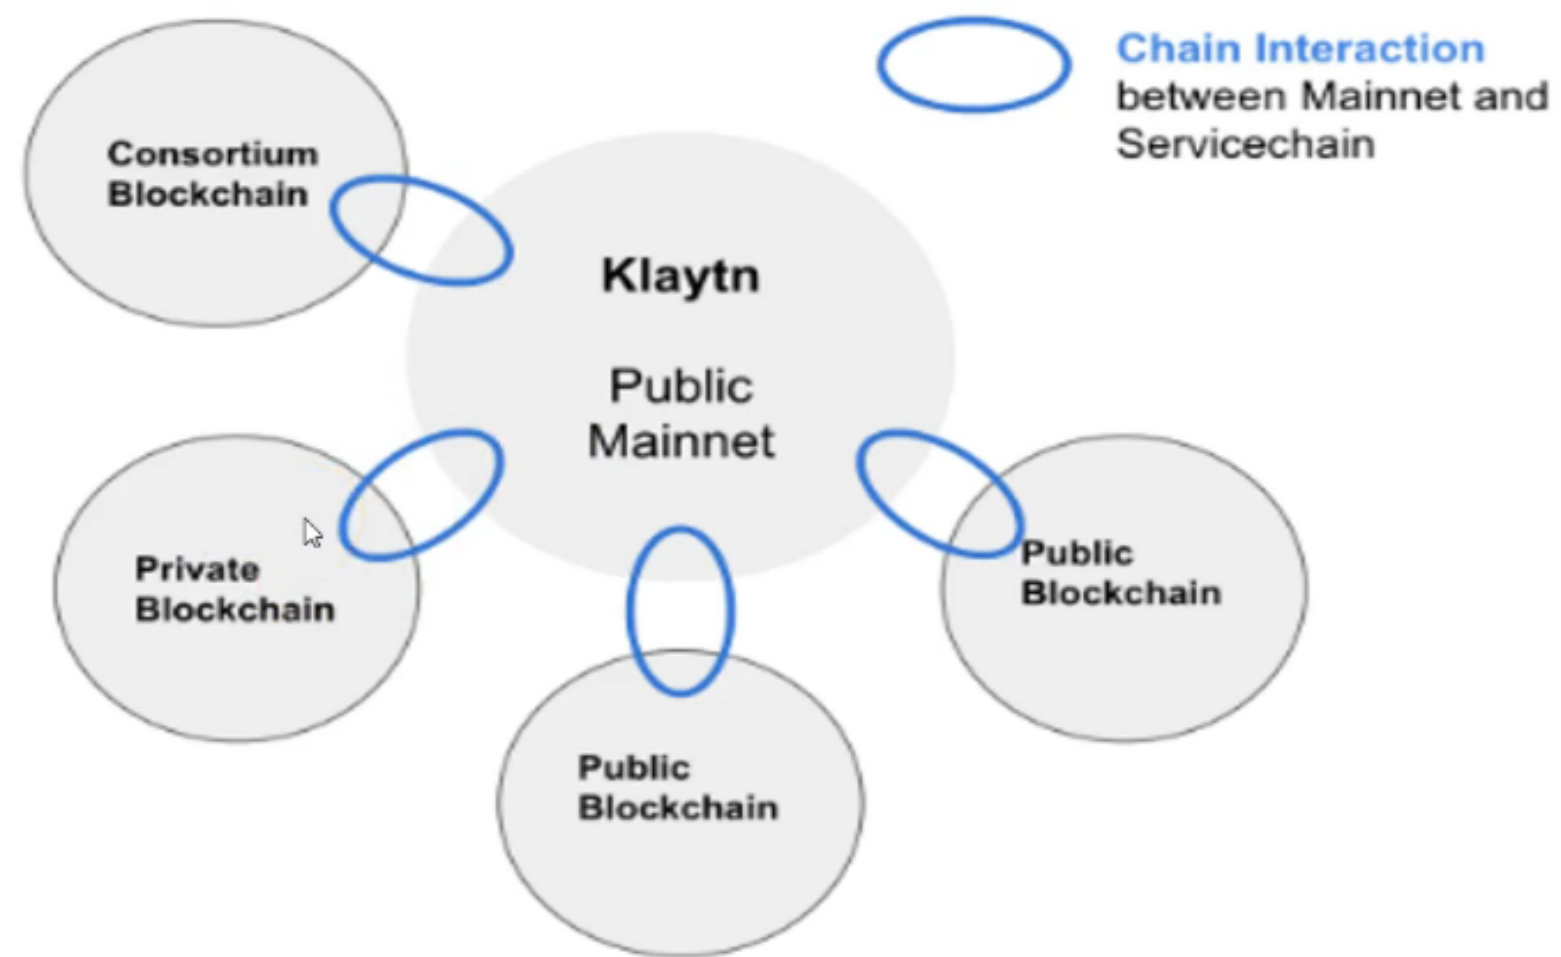 Chain Interaction
between Mainnet and
Servicechain
Consortium
Blockchain
Klaytn
Public
Mainnet
Private
Blockchain
Public
Blockchain
Public
Blockchain